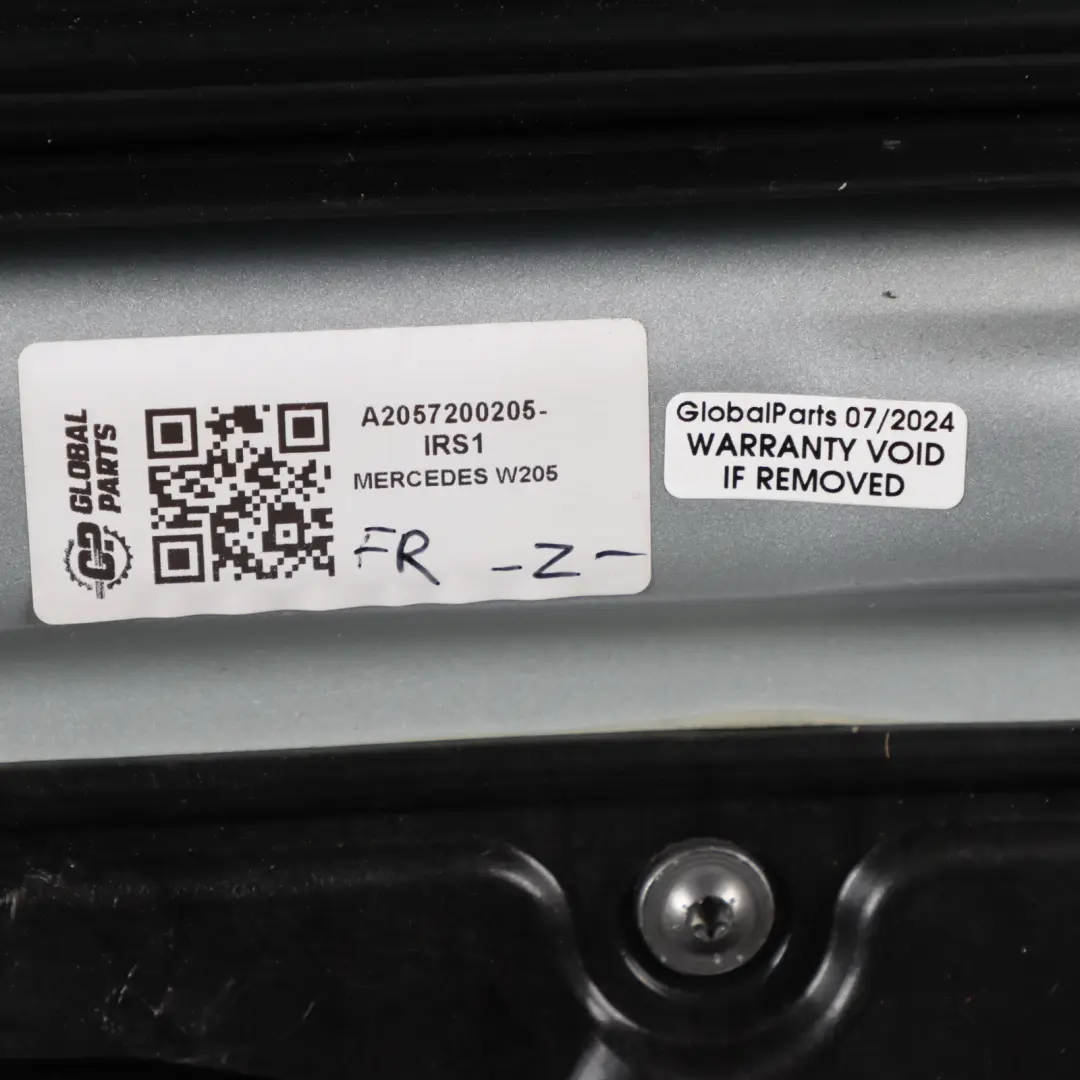 GLOBAL
PARTS
A2057200205-
IRS1
MERCEDES W205
FR -Z-
GlobalParts 07/2024
WARRANTY VOID
IF REMOVED